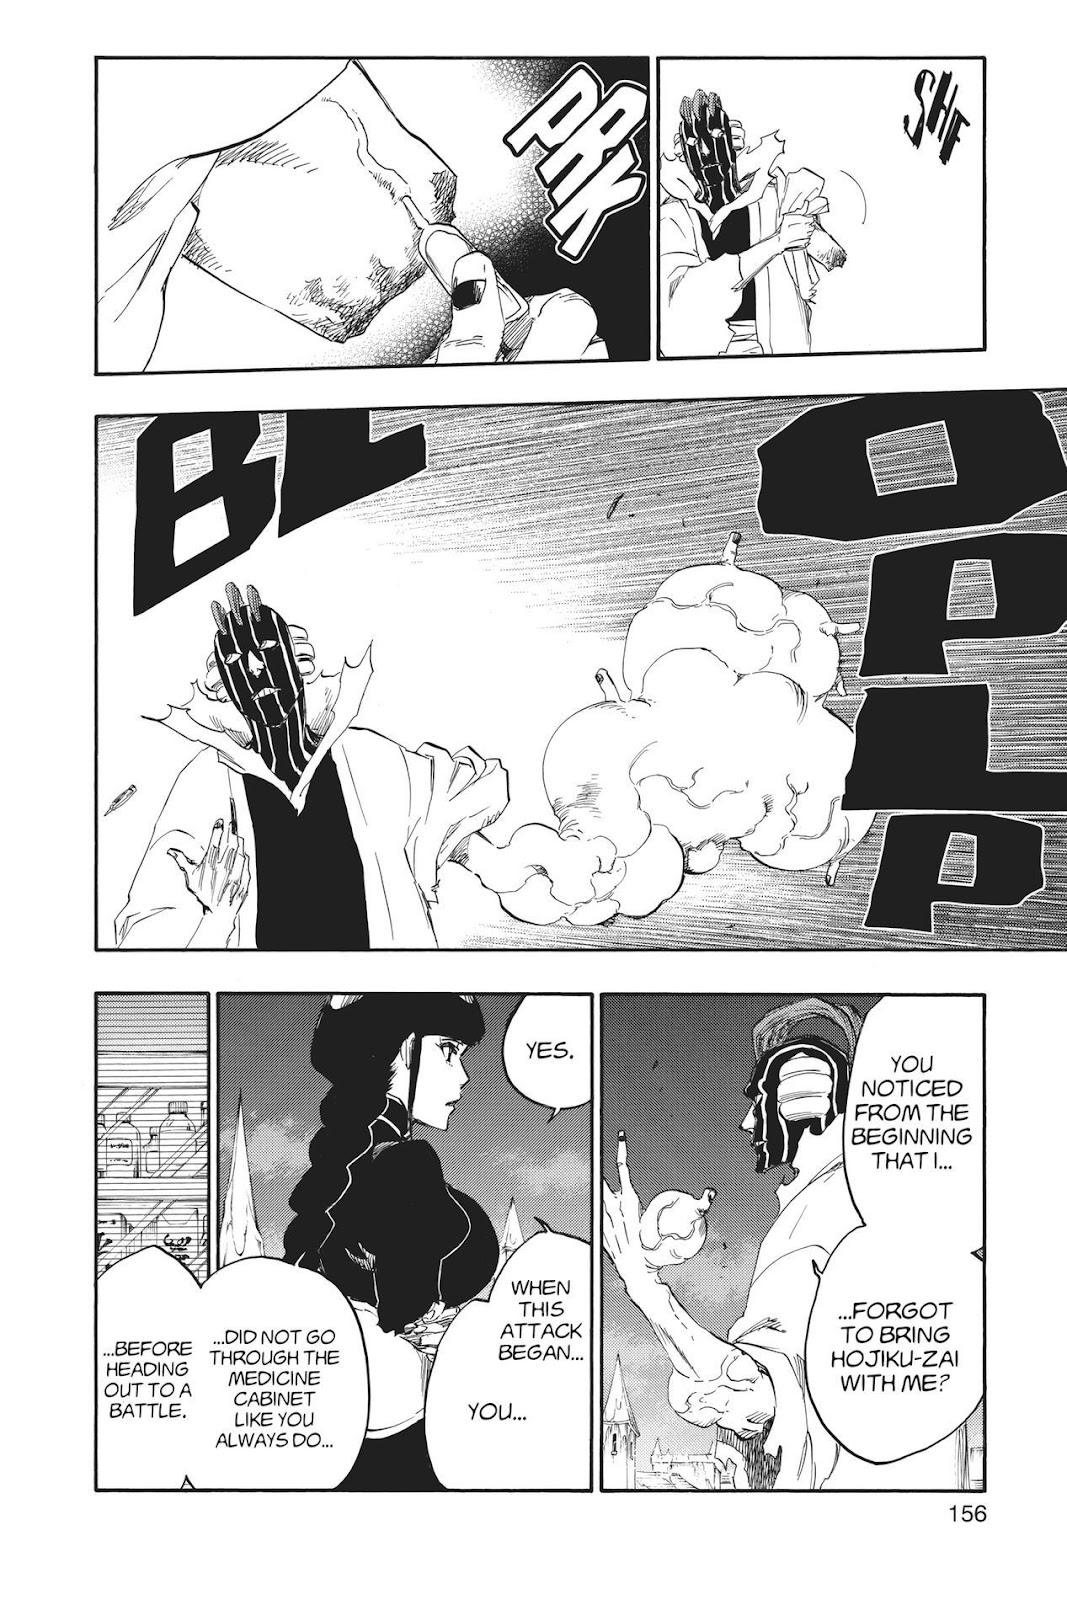 SHF
PRK
BLOPLP
YOU
NOTICED
FROM THE
BEGINNING
THAT I...
...FORGOT
TO BRING
HOJIKU-ZAI
WITH ME?
YES.
WHEN
THIS
ATTACK
BEGAN...
YOU...
...DID NOT GO
THROUGH THE
MEDICINE
CABINET
LIKE YOU
ALWAYS DO...
...BEFORE
HEADING
OUT TO A
BATTLE.
156